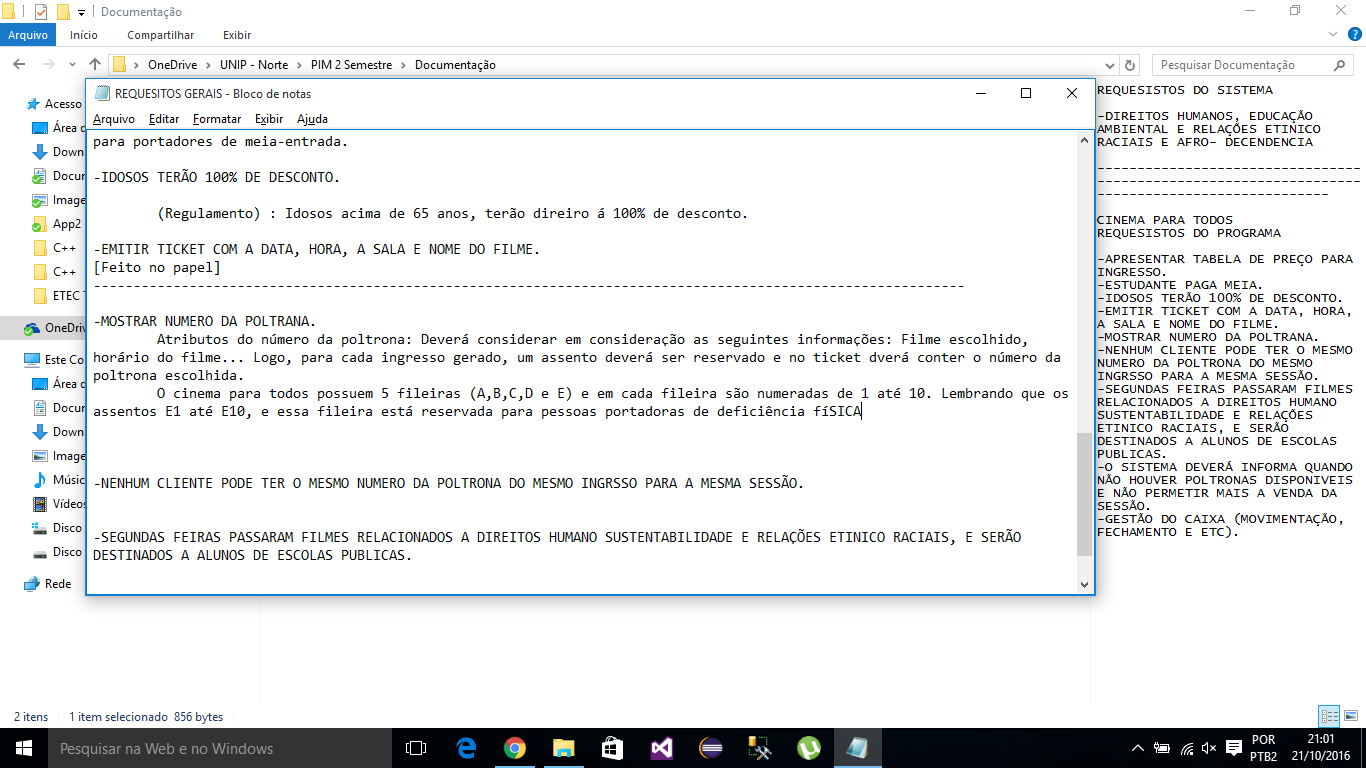 Documentação
Arquivo
Início
Compartilhar
Exibir
OneDrive
UNIP - Norte
PIM 2 Semestre
Documentação
Pesquisar Documentação
Acesso
Área d
Down
Docur
Image
App2
C++
C++
ETEC T
OneDriv
Este Co
Área d
Docur
Down
Image
Músic
Vídeos
Disco
Disco
Rede
REQUESITOS GERAIS - Bloco de notas
Arquivo Editar Formatar Exibir Ajuda
para portadores de meia-entrada.
-IDOSOS TERÃO 100% DE DESCONTO.
(Regulamento) : Idosos acima de 65 anos, terão direiro á 100% de desconto.
-EMITIR TICKET COM A DATA, HORA, A SALA E NOME DO FILME.
[Feito no papel]
-------------------------------------------------------------------------------------------------------------
-MOSTRAR NUMERO DA POLTRANA.
Atributos do número da poltrona: Deverá considerar em consideração as seguintes informações: Filme escolhido,
horário do filme... Logo, para cada ingresso gerado, um assento deverá ser reservado e no ticket dverá conter o número da
poltrona escolhida.
O cinema para todos possuem 5 fileiras (A,B,C,D e E) e em cada fileira são numeradas de 1 até 10. Lembrando que os
assentos E1 até E10, e essa fileira está reservada para pessoas portadoras de deficiência fíSICA
-NENHUM CLIENTE PODE TER O MESMO NUMERO DA POLTRONA DO MESMO INGRSSO PARA A MESMA SESSÃO.
-SEGUNDAS FEIRAS PASSARAM FILMES RELACIONADOS A DIREITOS HUMANO SUSTENTABILIDADE E RELAÇÕES ETINICO RACIAIS, E SERÃO
DESTINADOS A ALUNOS DE ESCOLAS PUBLICAS.
REQUESISTOS DO SISTEMA
-DIREITOS HUMANOS, EDUCAÇÃO
AMBIENTAL E RELAÇÕES ETINICO
RACIAIS E AFRO- DECENDENCIA
---------------------------------
---------------------------------
-----------------------------
CINEMA PARA TODOS
REQUESISTOS DO PROGRAMA
-APRESENTAR TABELA DE PREÇO PARA
INGRESSO.
-ESTUDANTE PAGA MEIA.
-IDOSOS TERÃO 100% DE DESCONTO.
-EMITIR TICKET COM A DATA, HORA,
A SALA E NOME DO FILME.
-MOSTRAR NUMERO DA POLTRANA.
-NENHUM CLIENTE PODE TER O MESMO
NUMERO DA POLTRONA DO MESMO
INGRSSO PARA A MESMA SESSÃO.
-SEGUNDAS FEIRAS PASSARAM FILMES
RELACIONADOS A DIREITOS HUMANO
SUSTENTABILIDADE E RELAÇÕES
ETINICO RACIAIS, E SERÃO
DESTINADOS A ALUNOS DE ESCOLAS
PUBLICAS.
-O SISTEMA DEVERÁ INFORMA QUANDO
NÃO HOUVER POLTRONAS DISPONIVEIS
E NÃO PERMETIR MAIS A VENDA DA
SESSÃO.
-GESTÃO DO CAIXA (MOVIMENTAÇÃO,
FECHAMENTO E ETC).
2 itens
1 item selecionado 856 bytes
Pesquisar na Web e no Windows
POR
PTB2
21:01
21/10/2016